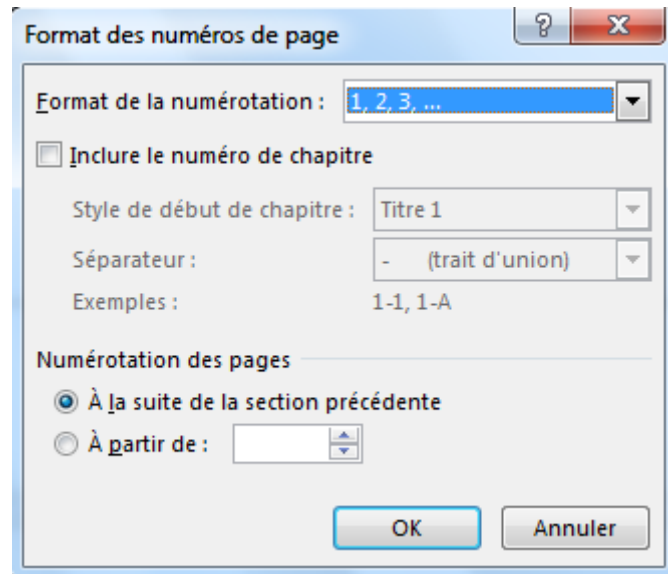 Format des numéros de page
Format de la numérotation : 1, 2, 3, ...
Inclure le numéro de chapitre
Style de début de chapitre : Titre 1
Séparateur : - (trait d'union)
Exemples : 1-1, 1-A
Numérotation des pages
À la suite de la section précédente
À partir de :
OK Annuler